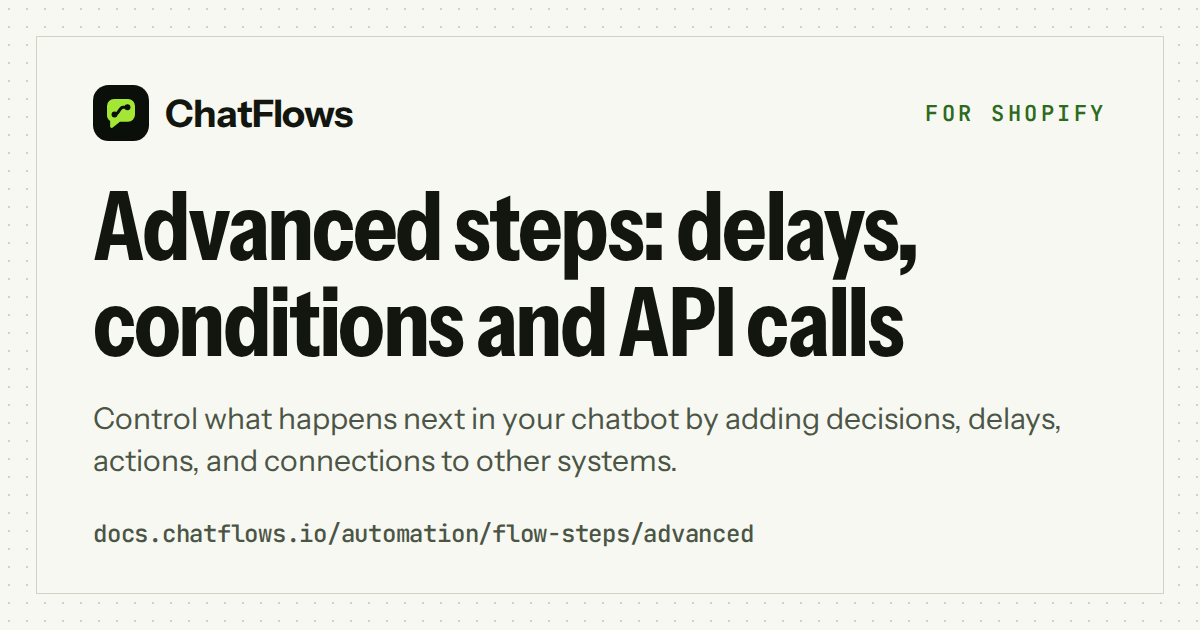 ChatFlows
FOR SHOPIFY
Advanced steps: delays,
conditions and API calls
Control what happens next in your chatbot by adding decisions, delays,
actions, and connections to other systems.
docs.chatflows.io/automation/flow-steps/advanced